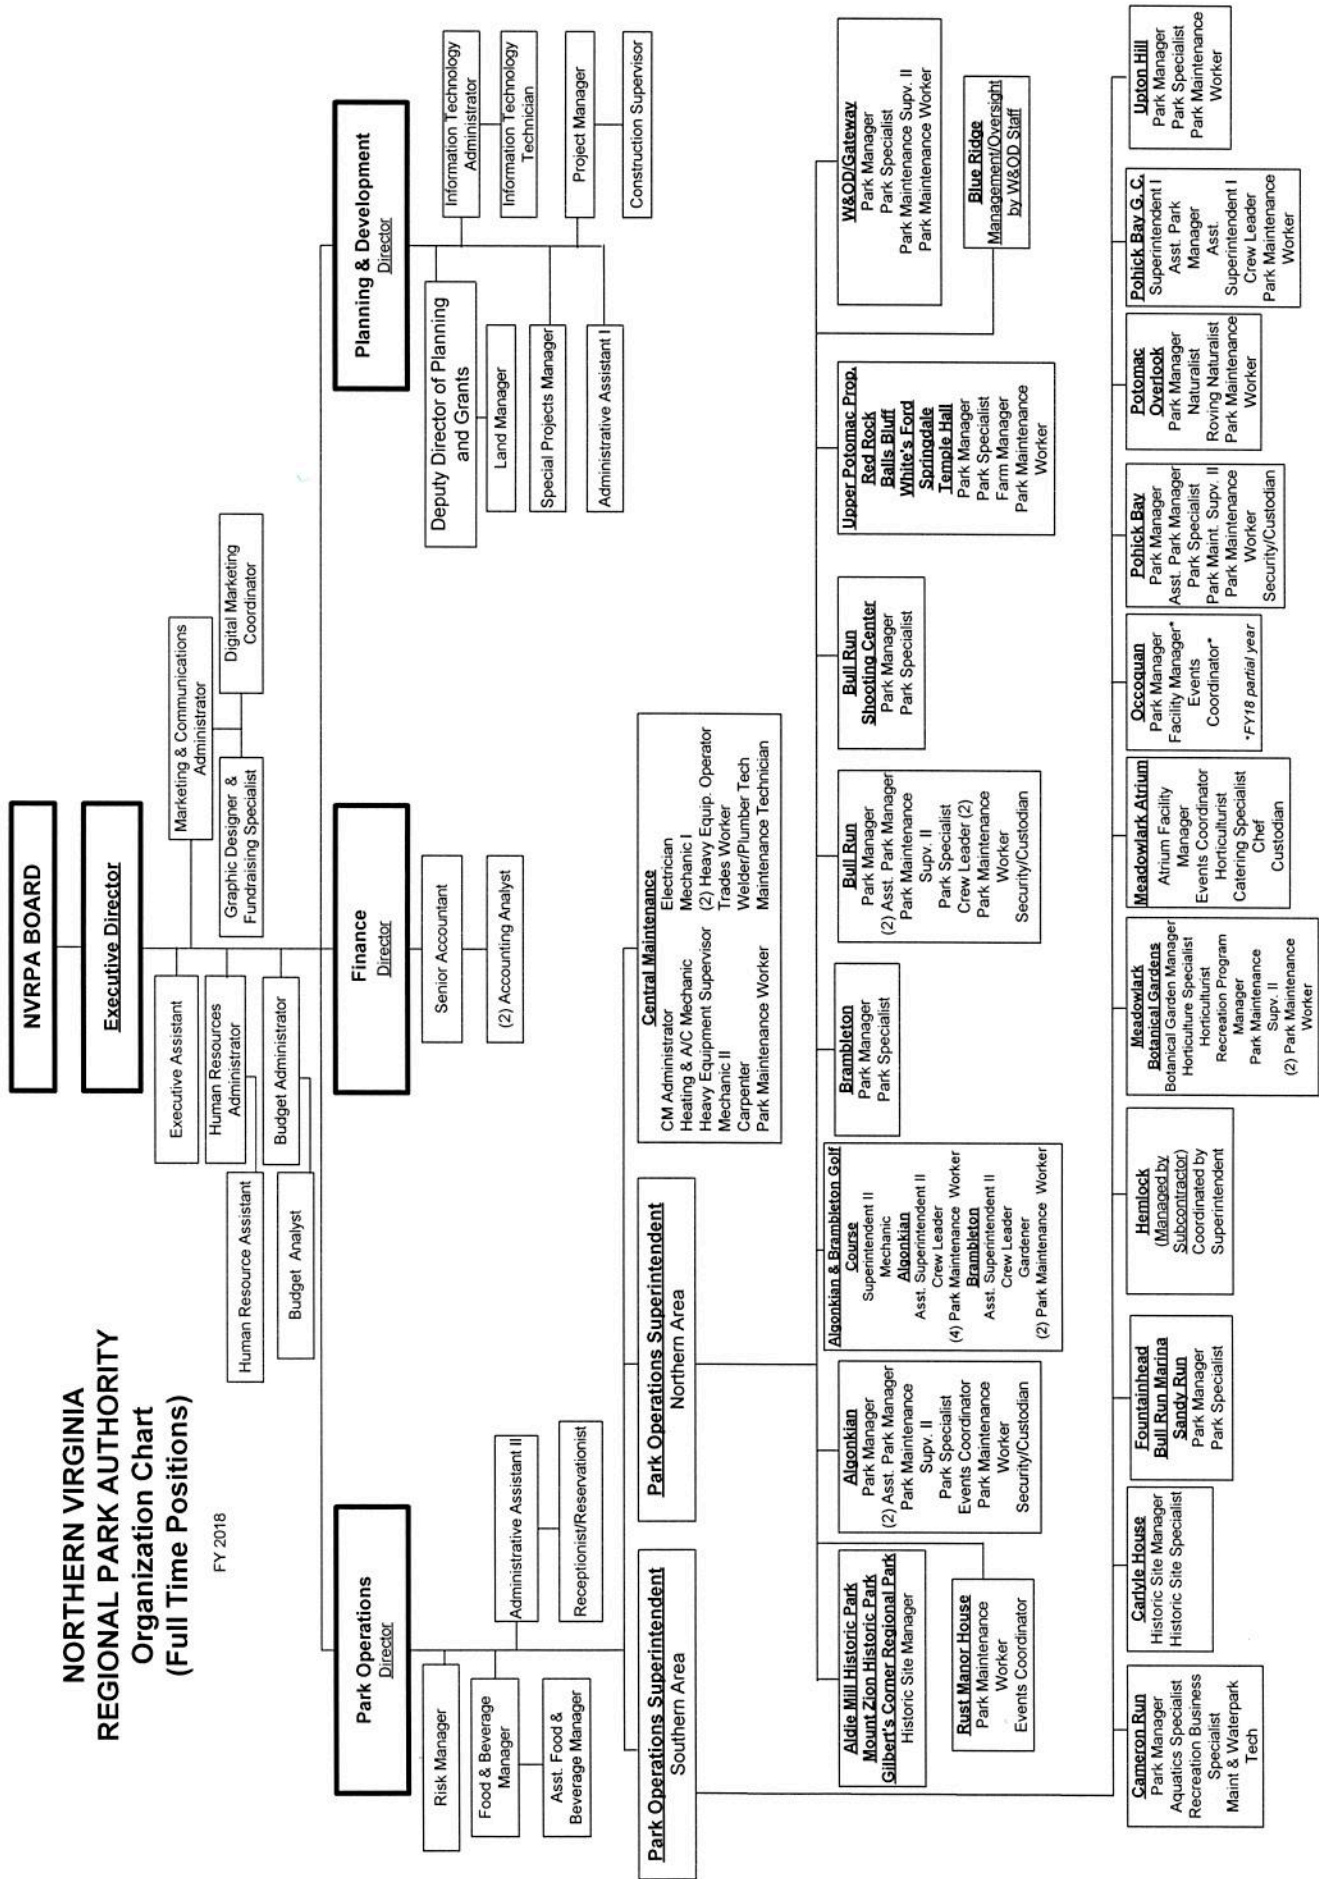 NORTHERN VIRGINIA
REGIONAL PARK AUTHORITY
Organization Chart
(Full Time Positions)
FY 2018
NVRPA BOARD
Executive Director
Executive Assistant
Human Resources
Administrator
Human Resource Assistant
Budget Administrator
Budget Analyst
Marketing & Communications
Administrator
Graphic Designer &
Fundraising Specialist
Digital Marketing
Coordinator
Park Operations
Director
Risk Manager
Food & Beverage
Manager
Asst. Food &
Beverage Manager
Administrative Assistant II
Receptionist/Reservationist
Finance
Director
Senior Accountant
(2) Accounting Analyst
Planning & Development
Director
Deputy Director of Planning
and Grants
Land Manager
Special Projects Manager
Administrative Assistant I
Information Technology
Administrator
Information Technology
Technician
Project Manager
Construction Supervisor
Park Operations Superintendent
Southern Area
Park Operations Superintendent
Northern Area
Central Maintenance
CM Administrator
Heating & A/C Mechanic
Heavy Equipment Supervisor
Mechanic II
Carpenter
Park Maintenance Worker
Electrician
Mechanic I
(2) Heavy Equip. Operator
Trades Worker
Welder/Plumber Tech
Maintenance Technician
Aldie Mill Historic Park
Mount Zion Historic Park
Gilbert's Corner Regional Park
Historic Site Manager
Rust Manor House
Park Maintenance
Worker
Events Coordinator
Algonkian
Park Manager
(2) Asst. Park Manager
Park Maintenance
Supv. II
Park Specialist
Events Coordinator
Park Maintenance
Worker
Security/Custodian
Algonkian & Brambleton Golf
Course
Superintendent II
Mechanic
Algonkian
Asst. Superintendent II
Crew Leader
(4) Park Maintenance Worker
Brambleton
Asst. Superintendent II
Crew Leader
Gardener
(2) Park Maintenance Worker
Brambleton
Park Manager
Park Specialist
Bull Run
Park Manager
(2) Asst. Park Manager
Park Maintenance
Supv. II
Park Specialist
Crew Leader (2)
Park Maintenance
Worker
Security/Custodian
Bull Run
Shooting Center
Park Manager
Park Specialist
Upper Potomac Prop.
Red Rock
Balls Bluff
White's Ford
Springdale
Temple Hall
Park Manager
Park Specialist
Farm Manager
Park Maintenance
Worker
W&OD/Gateway
Park Manager
Park Specialist
Park Maintenance Supv. II
Park Maintenance Worker
Blue Ridge
Management/Oversight
by W&OD Staff
Cameron Run
Park Manager
Aquatics Specialist
Recreation Business
Specialist
Maint & Waterpark
Tech
Carlyle House
Historic Site Manager
Historic Site Specialist
Fountainhead
Bull Run Marina
Sandy Run
Park Manager
Park Specialist
Hemlock
(Managed by
Subcontractor)
Coordinated by
Superintendent
Meadowlark
Botanical Gardens
Botanical Garden Manager
Horticulture Specialist
Horticulturist
Recreation Program
Manager
Park Maintenance
Supv. II
(2) Park Maintenance
Worker
Meadowlark Atrium
Atrium Facility
Manager
Events Coordinator
Horticulturist
Catering Specialist
Chef
Custodian
Occoquan
Park Manager
Facility Manager*
Events
Coordinator*
*FY18 partial year
Pohick Bay
Park Manager
Asst. Park Manager
Park Specialist
Park Maint. Supv. II
Park Maintenance
Worker
Security/Custodian
Potomac
Overlook
Park Manager
Naturalist
Roving Naturalist
Park Maintenance
Worker
Pohick Bay G. C.
Superintendent I
Asst. Park
Manager
Asst.
Superintendent I
Crew Leader
Park Maintenance
Worker
Upton Hill
Park Manager
Park Specialist
Park Maintenance
Worker